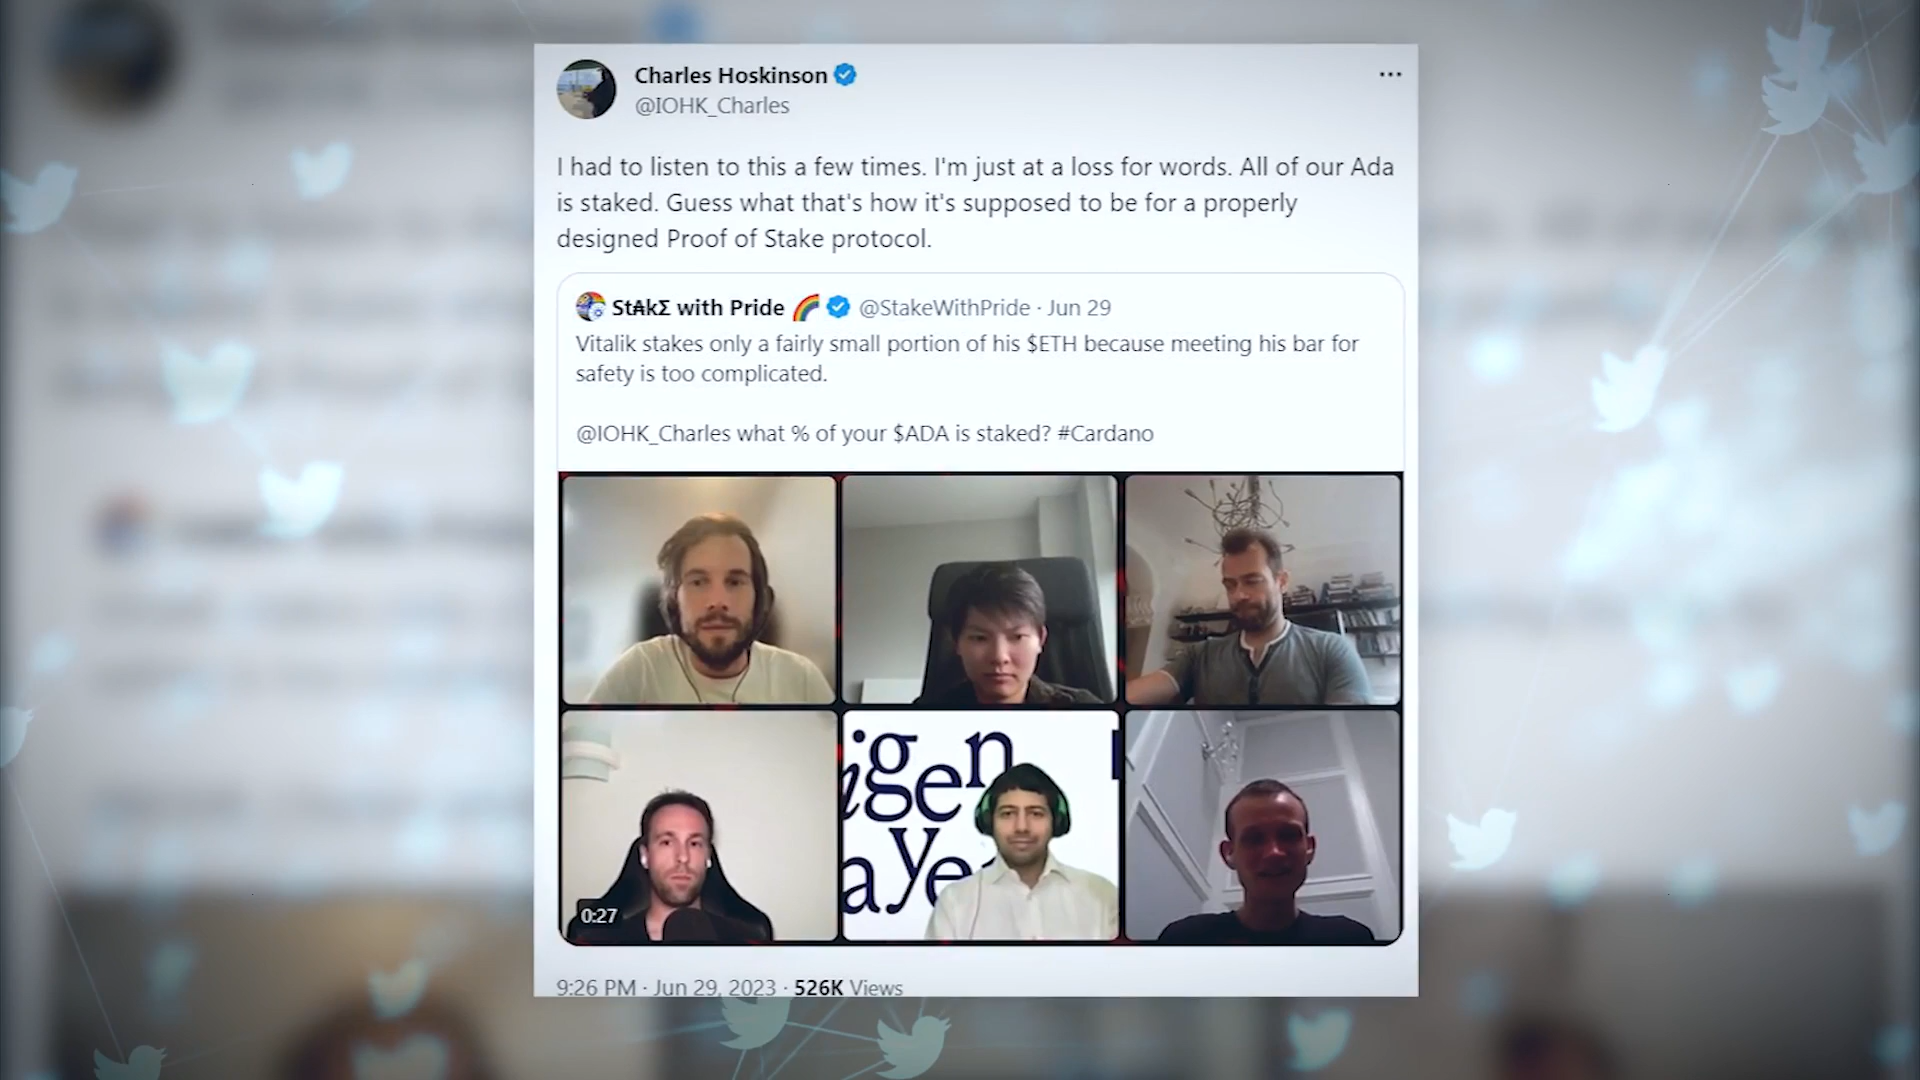 Charles Hoskinson
@IOHK_Charles
I had to listen to this a few times. I'm just at a loss for words. All of our Ada
is staked. Guess what that's how it's supposed to be for a properly
designed Proof of Stake protocol.
StȺkΣ with Pride 🌈 @StakeWithPride · Jun 29
Vitalik stakes only a fairly small portion of his $ETH because meeting his bar for
safety is too complicated.
@IOHK_Charles what % of your $ADA is staked? #Cardano
igen
aye
0:27
9:26 PM · Jun 29, 2023 · 526K Views